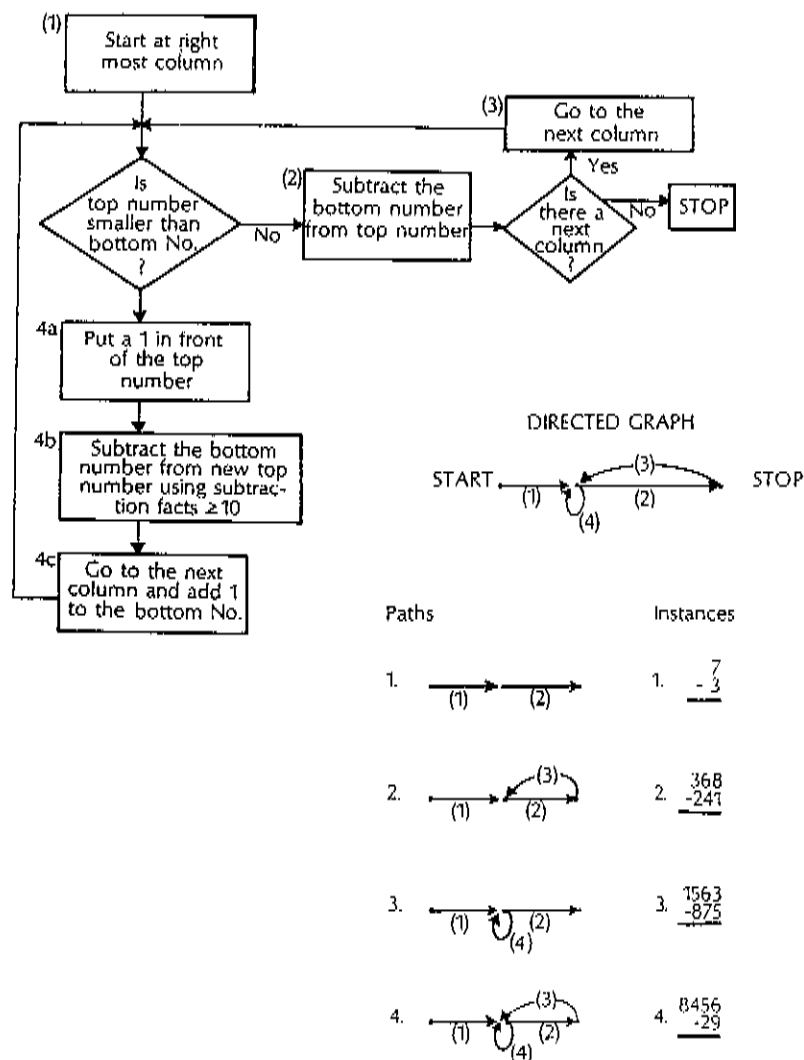 (1)
Start at right
most column
(3)
Go to the
next column
Yes
Is
top number
smaller than
bottom No.
?
No
(2)
Subtract the
bottom number
from top number
Is
there a
next
column
?
No
STOP
4a
Put a 1 in front
of the top
number
4b
Subtract the bottom
number from new top
number using subtrac-
tion facts ≥10
4c
Go to the next
column and add 1
to the bottom No.
DIRECTED GRAPH
START
(1)
(3)
(2)
(4)
STOP
Paths
Instances
1.
(1)
(2)
1.
7
- 3
2.
(3)
(1)
(2)
2.
368
-247
3.
(1)
(2)
(4)
3.
1563
-875
4.
(3)
(1)
(2)
(4)
4.
8456
-29